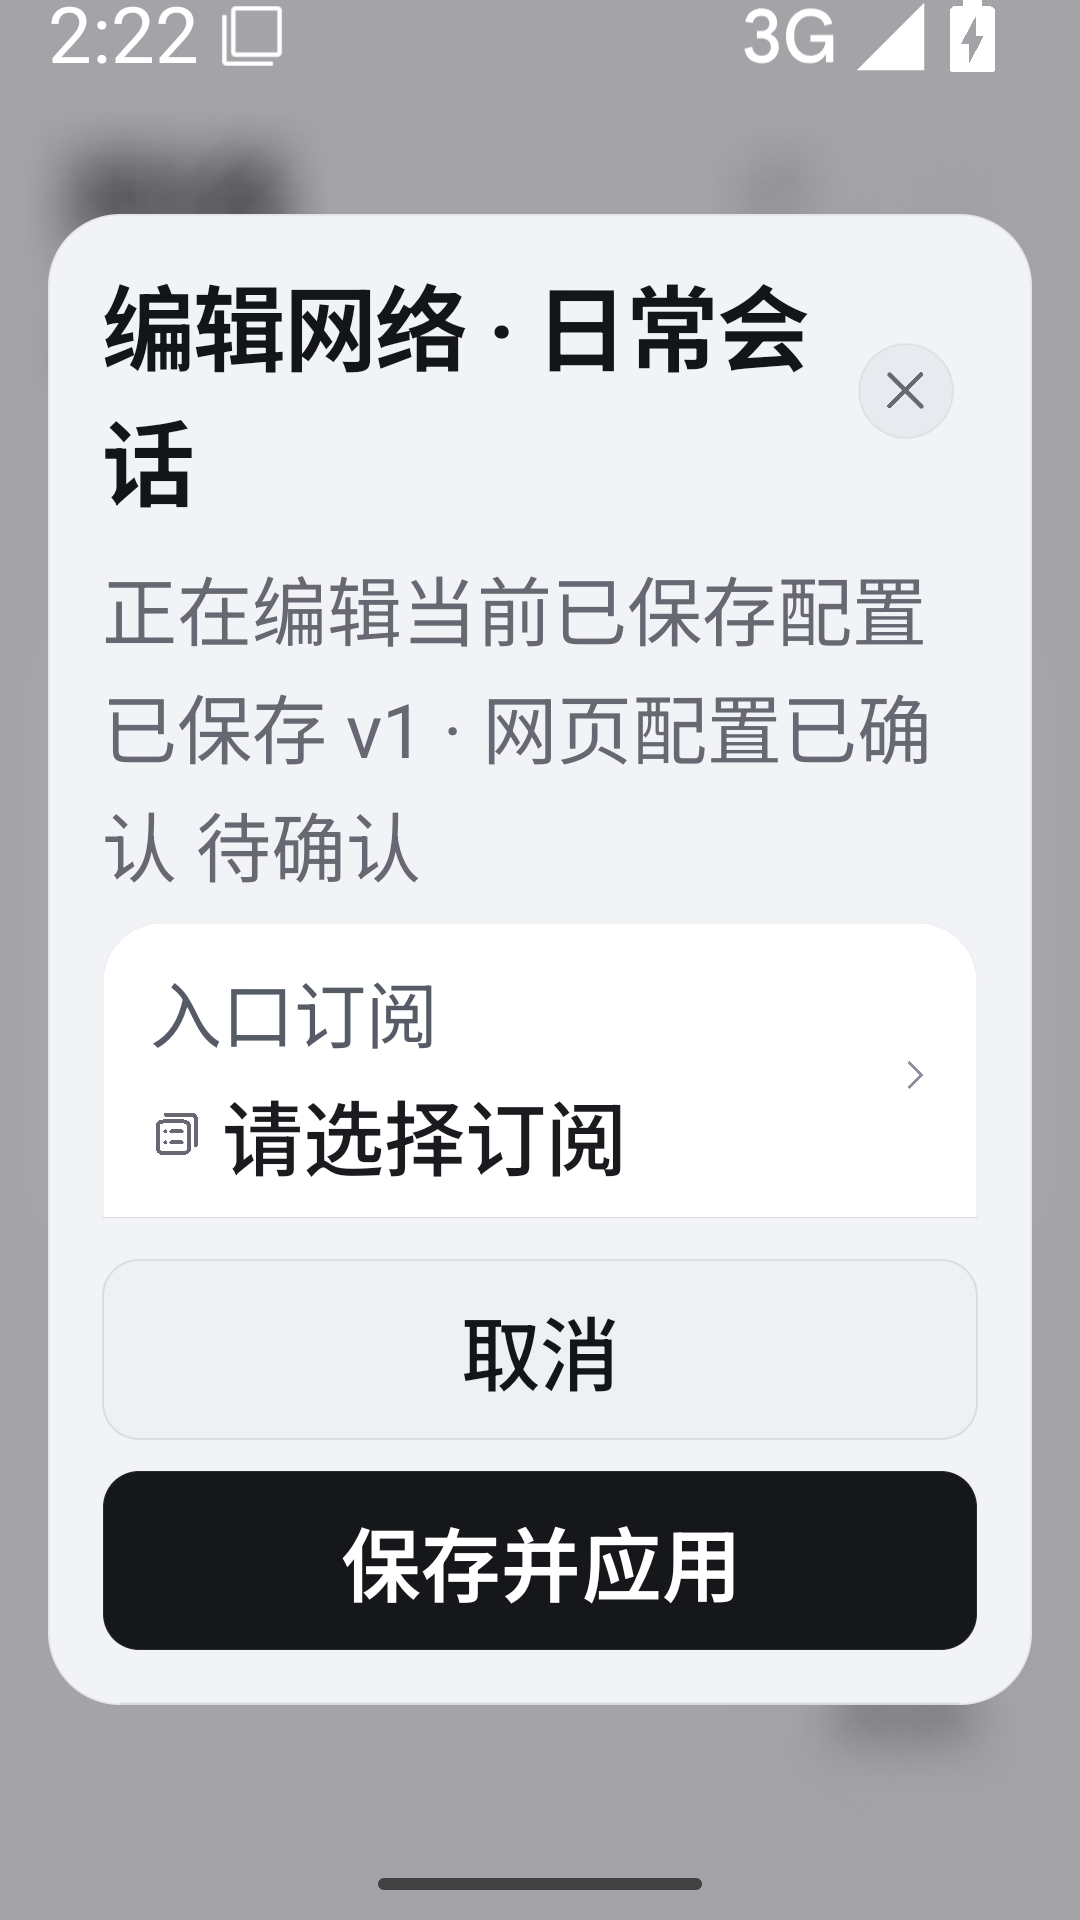 2:22
3G
编辑网络 · 日常会
话
正在编辑当前已保存配置
已保存 v1 · 网页配置已确
认 待确认
入口订阅
请选择订阅
取消
保存并应用